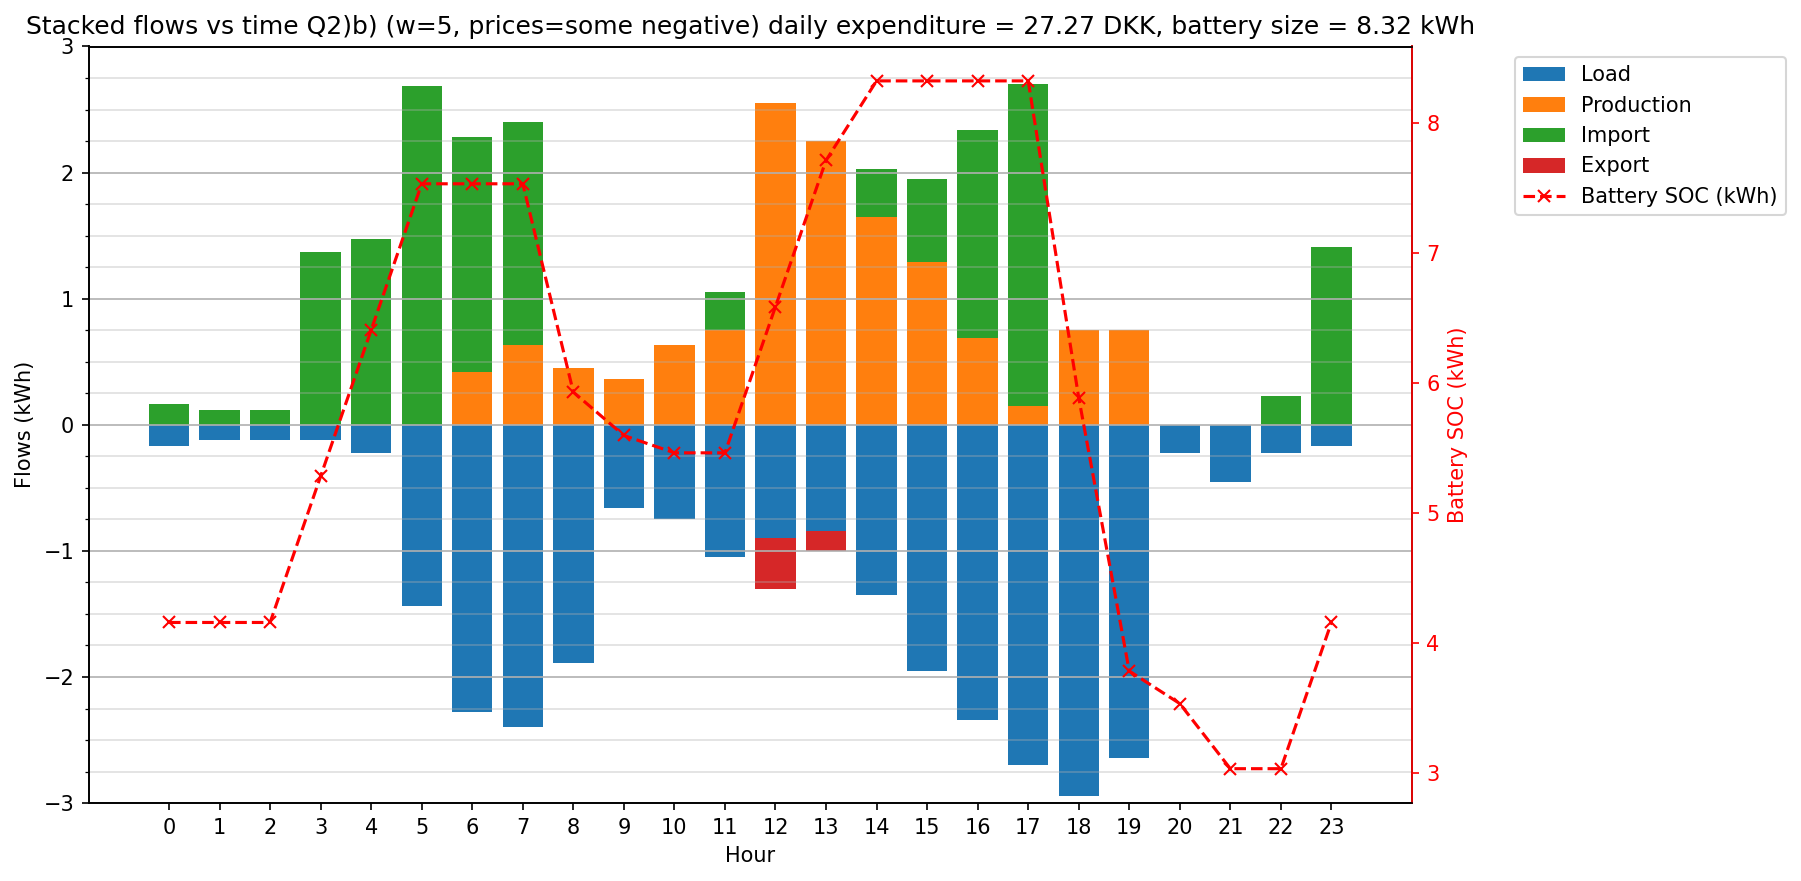 Stacked flows vs time Q2)b) (w=5, prices=some negative) daily expenditure = 27.27 DKK, battery size = 8.32 kWh
Load
Production
Import
Export
Battery SOC (kWh)
Flows (kWh)
3
2
1
0
−1
−2
−3
8
7
6
5
4
3
Battery SOC (kWh)
0 1 2 3 4 5 6 7 8 9 10 11 12 13 14 15 16 17 18 19 20 21 22 23
Hour